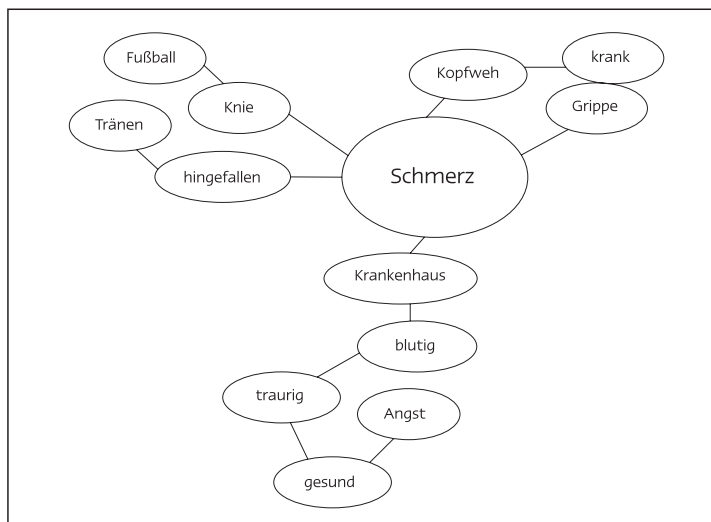 Fußball
krank
Kopfweh
Knie
Grippe
Tränen
hingefallen
Schmerz
Krankenhaus
blutig
traurig
Angst
gesund